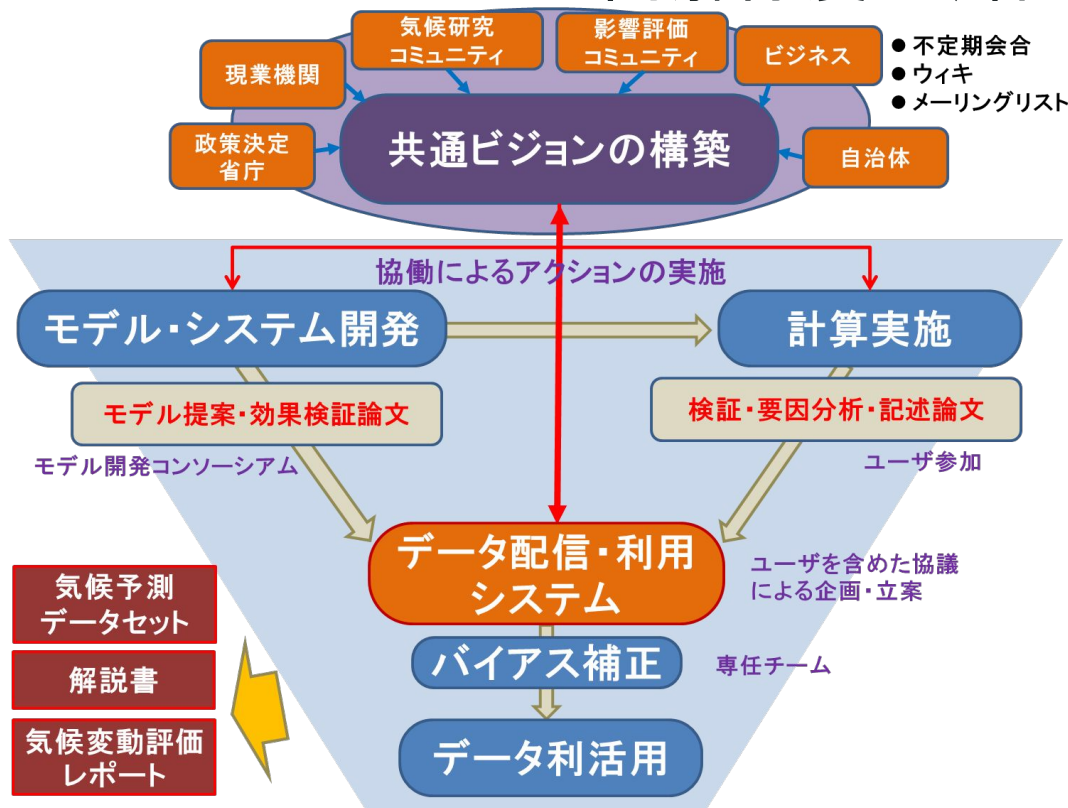 気候研究
コミュニティ
影響評価
コミュニティ
現業機関
ビジネス
● 不定期会合
● ウィキ
● メーリングリスト
政策決定
省庁
共通ビジョンの構築
自治体
協働によるアクションの実施
モデル・システム開発
計算実施
モデル提案・効果検証論文
検証・要因分析・記述論文
モデル開発コンソーシアム
ユーザ参加
データ配信・利用
システム
ユーザを含めた協議
による企画・立案
気候予測
データセット
バイアス補正
専任チーム
解説書
気候変動評価
レポート
データ利活用